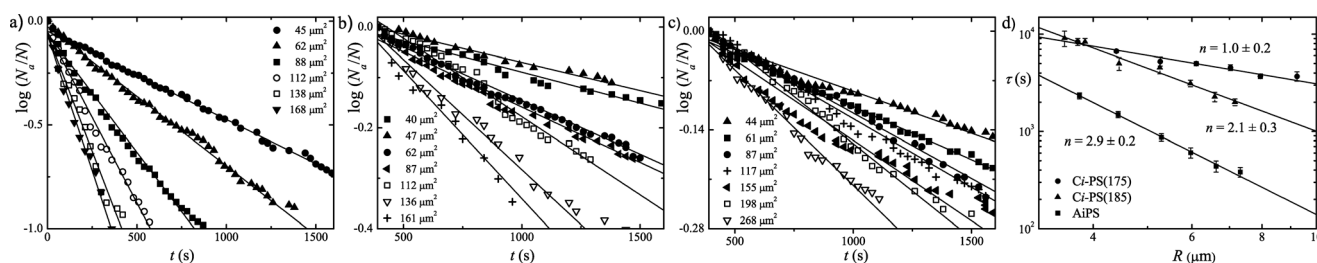 a)
log (Na/N)
0.0
-0.5
-1.0
0
500
1000
1500
t (s)
45 μm²
62 μm²
88 μm²
112 μm²
138 μm²
168 μm²
b)
log (Na/N)
0.0
-0.2
-0.4
500
1000
1500
t (s)
40 μm²
47 μm²
62 μm²
87 μm²
112 μm²
136 μm²
161 μm²
c)
log (Na/N)
0.00
-0.14
-0.28
500
1000
1500
t (s)
44 μm²
61 μm²
87 μm²
117 μm²
155 μm²
198 μm²
268 μm²
d)
τ (s)
10⁴
10³
10²
4
6
8
10
R (μm)
n = 1.0 ± 0.2
n = 2.1 ± 0.3
n = 2.9 ± 0.2
Ci-PS(175)
Ci-PS(185)
AiPS